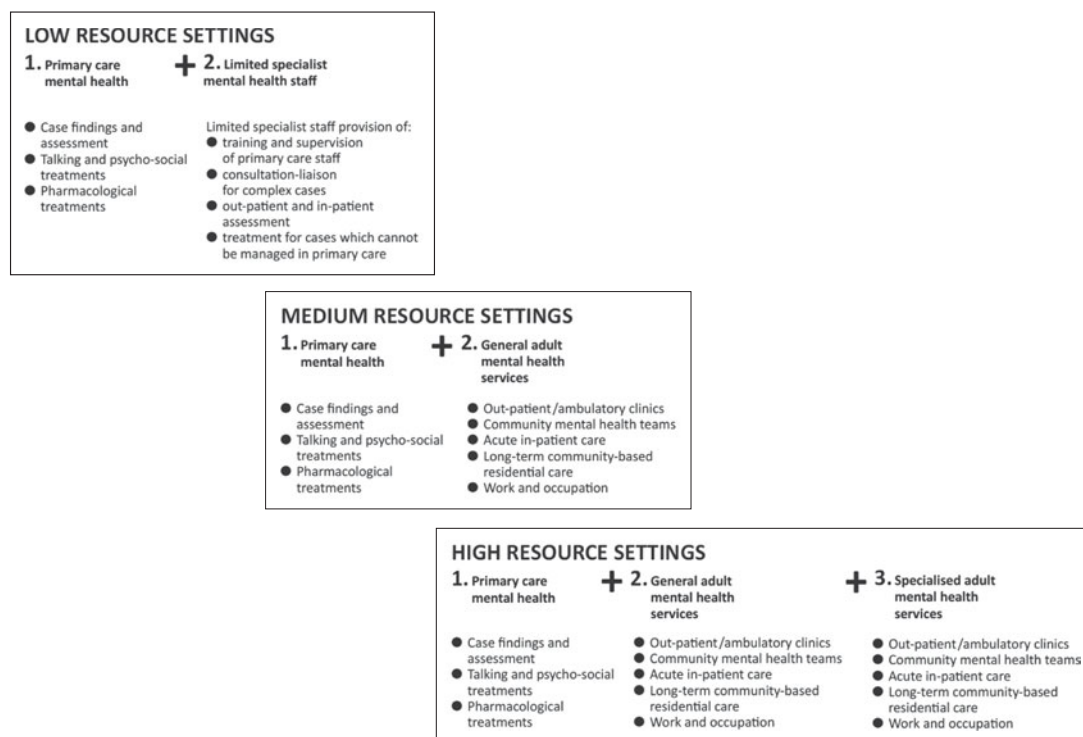 LOW RESOURCE SETTINGS
1. Primary care
mental health
+
2. Limited specialist
mental health staff
● Case findings and
assessment
● Talking and psycho-social
treatments
● Pharmacological
treatments
Limited specialist staff provision of:
● training and supervision
of primary care staff
● consultation-liaison
for complex cases
● out-patient and in-patient
assessment
● treatment for cases which cannot
be managed in primary care
MEDIUM RESOURCE SETTINGS
1. Primary care
mental health
+
2. General adult
mental health
services
● Case findings and
assessment
● Talking and psycho-social
treatments
● Pharmacological
treatments
● Out-patient/ambulatory clinics
● Community mental health teams
● Acute in-patient care
● Long-term community-based
residential care
● Work and occupation
HIGH RESOURCE SETTINGS
1. Primary care
mental health
+
2. General adult
mental health
services
+
3. Specialised adult
mental health
services
● Case findings and
assessment
● Talking and psycho-social
treatments
● Pharmacological
treatments
● Out-patient/ambulatory clinics
● Community mental health teams
● Acute in-patient care
● Long-term community-based
residential care
● Work and occupation
● Out-patient/ambulatory clinics
● Community mental health teams
● Acute in-patient care
● Long-term community-based
residential care
● Work and occupation